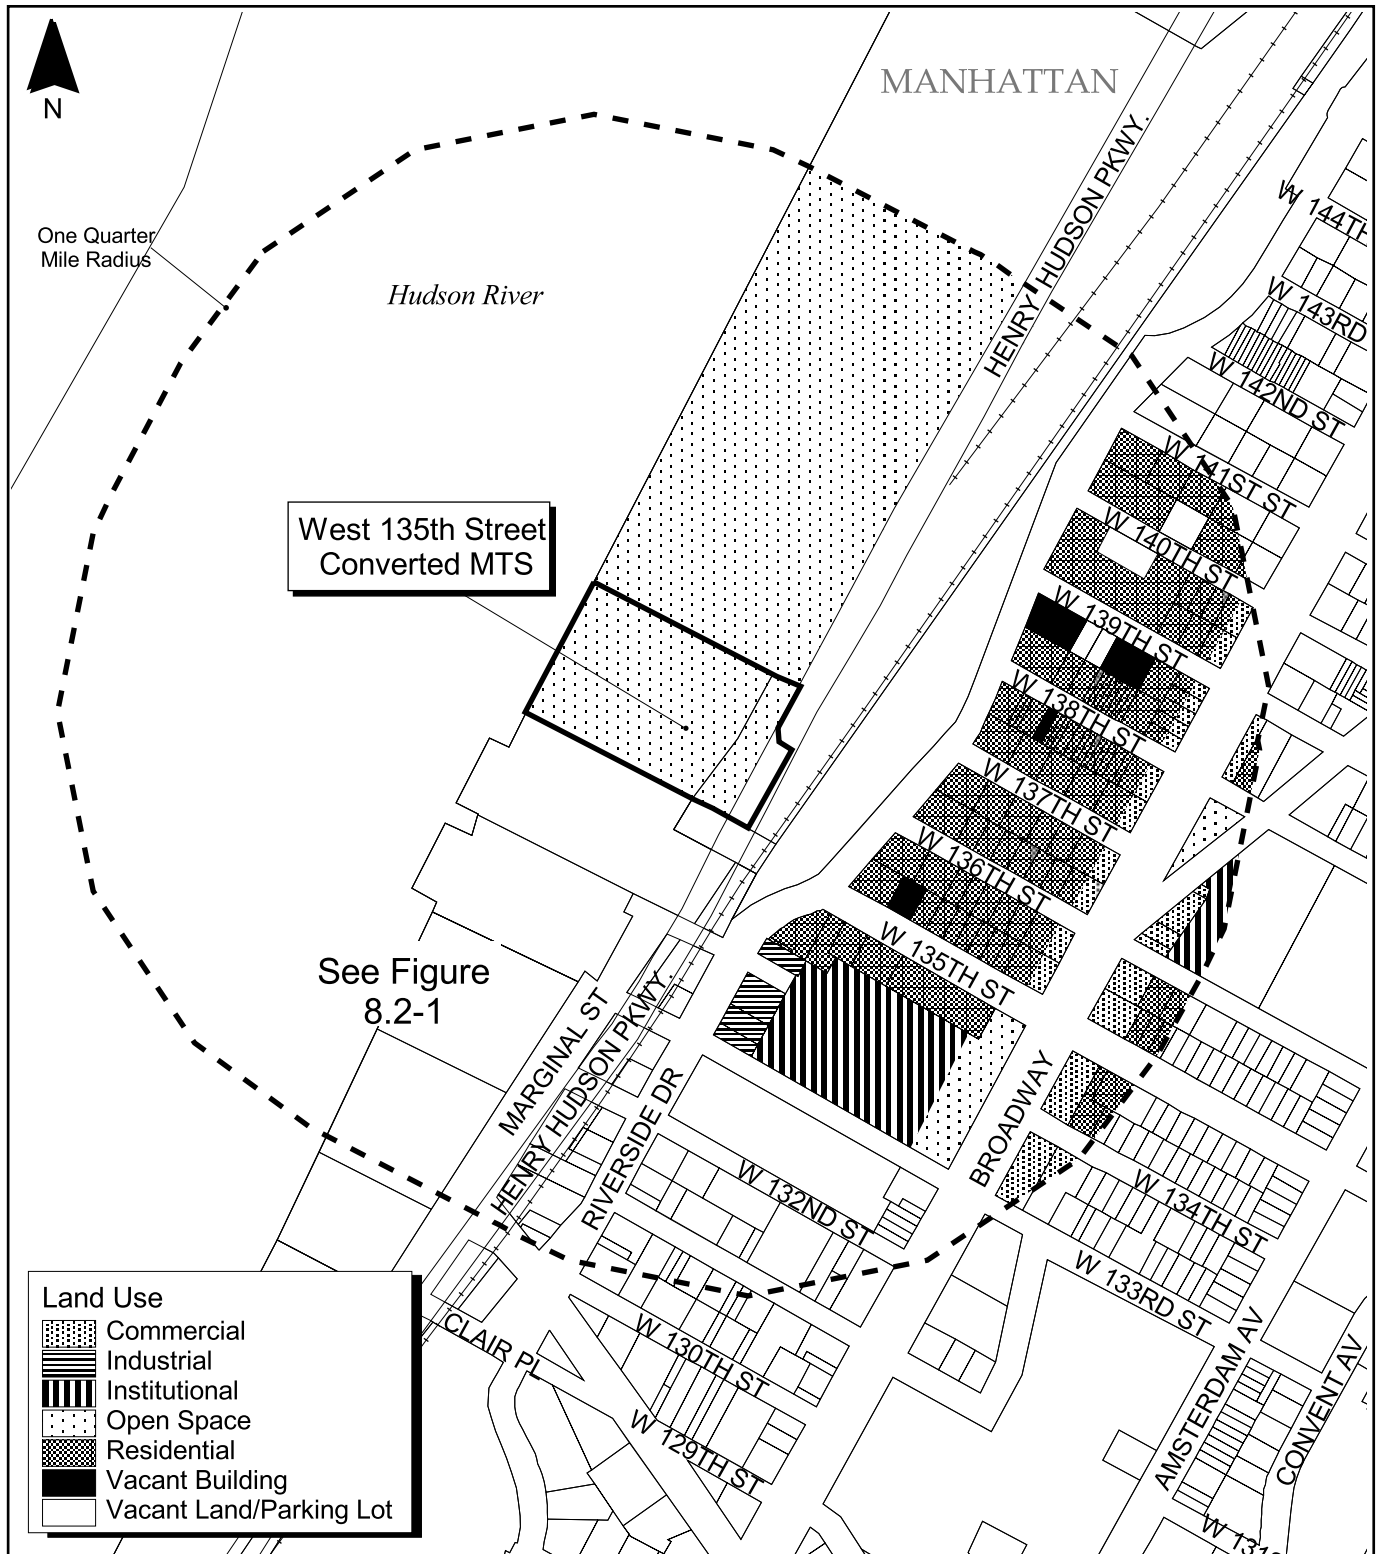 MANHATTAN
N
HENRY HUDSON PKWY.
W 144TH
One Quarter
Mile Radius
Hudson River
W 143RD
W 142ND ST
W 141ST ST
West 135th Street
Converted MTS
W 140TH ST
W 139TH ST
W 138TH ST
W 137TH ST
W 136TH ST
W 135TH ST
See Figure
8.2-1
MARGINAL ST
HENRY HUDSON PKWY.
RIVERSIDE DR
BROADWAY
W 132ND ST
W 134TH ST
W 133RD ST
Land Use
Commercial
Industrial
Institutional
Open Space
Residential
Vacant Building
Vacant Land/Parking Lot
CLAIR PL
W 130TH ST
W 129TH ST
AMSTERDAM AV
CONVENT AV